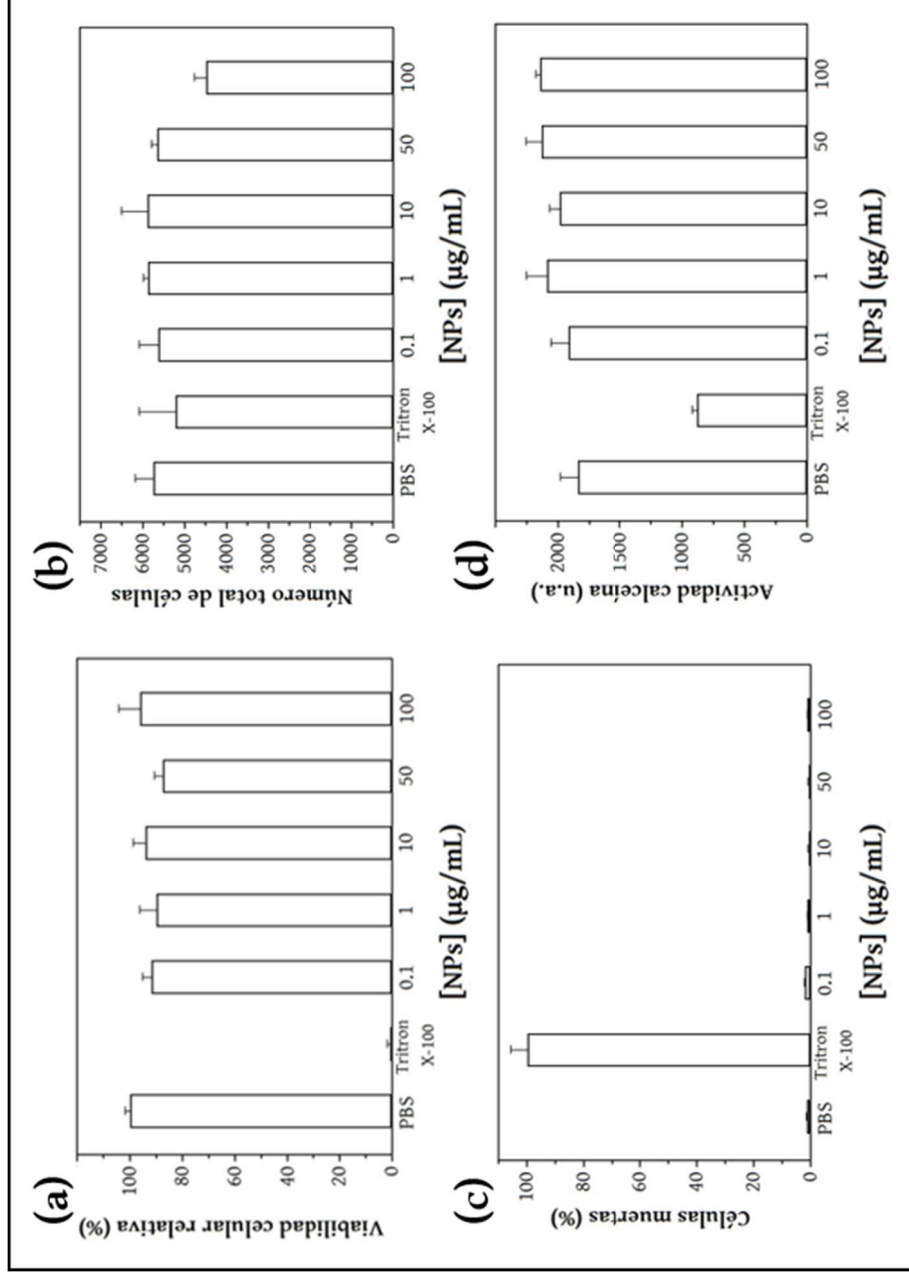 (a)
Viabilidad celular relativa (%)
100
80
60
40
20
0
PBS
Tritron
X-100
0.1
1
10
50
100
[NPs] (µg/mL)
(b)
Número total de células
7000
6000
5000
4000
3000
2000
1000
0
PBS
Tritron
X-100
0.1
1
10
50
100
[NPs] (µg/mL)
(c)
Células muertas (%)
100
80
60
40
20
0
PBS
Tritron
X-100
0.1
1
10
50
100
[NPs] (µg/mL)
(d)
Actividad calceína (u.a.)
2000
1500
1000
500
0
PBS
Tritron
X-100
0.1
1
10
50
100
[NPs] (µg/mL)